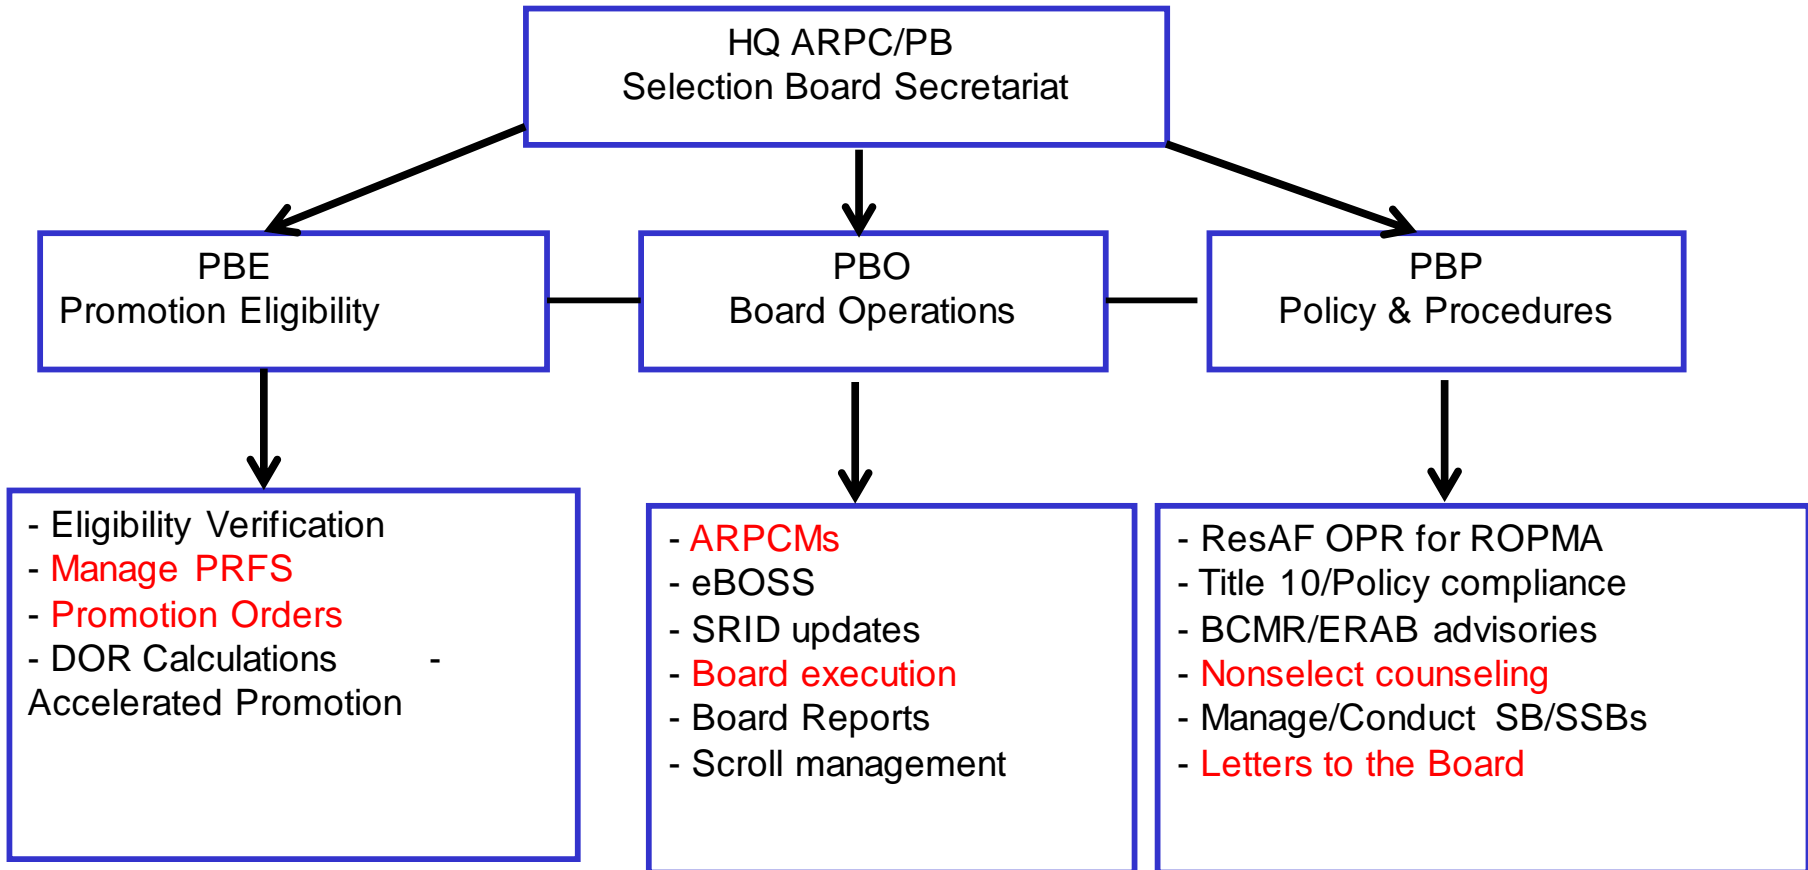 HQ ARPC/PB
Selection Board Secretariat
PBE
Promotion Eligibility
PBO
Board Operations
PBP
Policy & Procedures
- Eligibility Verification
- Manage PRFS
- Promotion Orders
- DOR Calculations -
Accelerated Promotion
- ARPCMs
- eBOSS
- SRID updates
- Board execution
- Board Reports
- Scroll management
- ResAF OPR for ROPMA
- Title 10/Policy compliance
- BCMR/ERAB advisories
- Nonselect counseling
- Manage/Conduct SB/SSBs
- Letters to the Board